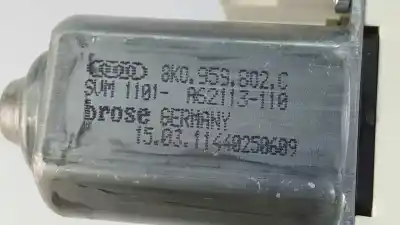 8K0.959.802.C
SVM 1101- A62113-110
brose GERMANY
15.03.11440250609